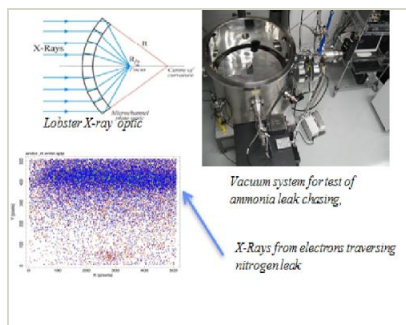 X-Rays
R
Centre of
curvature
Microchannel
Lobster X-ray optic
Vacuum system for test of
ammonia leak chasing,
X-Rays from electrons traversing
nitrogen leak